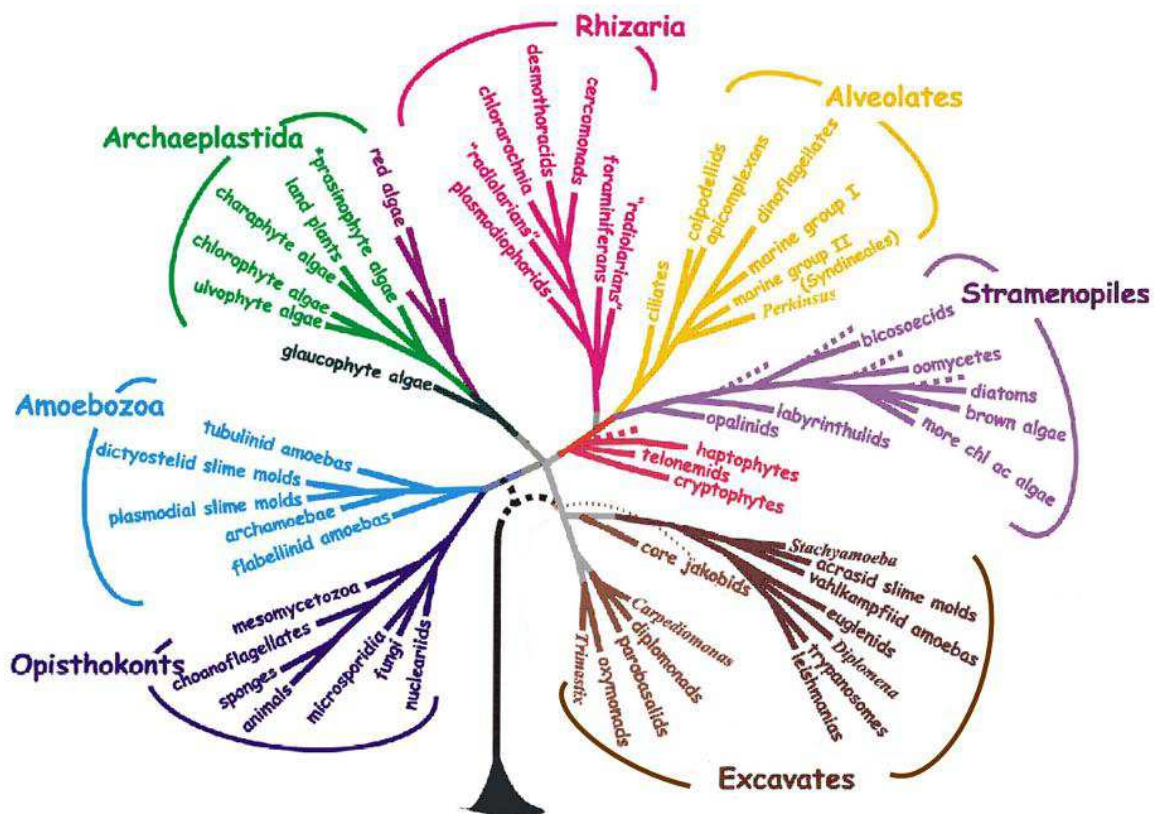 Rhizaria
plasmodiophorids
"radiolarians"
chlorarachnia
desmothoracids
cercomonads
foraminiferans
"radiolarians"
Alveolates
ciliates
colpodellids
apicomplexans
dinoflagellates
marine group I
marine group II
(Syndineales)
Perkinsus
Stramenopiles
bicosoecids
oomycetes
diatoms
brown algae
more chl ac algae
labyrinthulids
opalinids
haptophytes
telonemids
cryptophytes
Archaeplastida
red algae
*prasinophyte algae
land plants
charaphyte algae
chlorophyte algae
ulvophyte algae
glaucophyte algae
Amoebozoa
tubulinid amoebas
dictyostelid slime molds
plasmodial slime molds
archamoebae
flabellinid amoebas
Opisthokonts
mesomycetozoa
choanoflagellates
sponges
animals
microsporidia
fungi
nucleariids
Excavates
core jakobids
Stachyamoeba
acrasid slime molds
vahlkampfiid amoebas
euglenids
Diplomena
trypanosomes
leishmanias
Carpediomonas
diplomonads
parabasalids
oxymonads
Trimastix